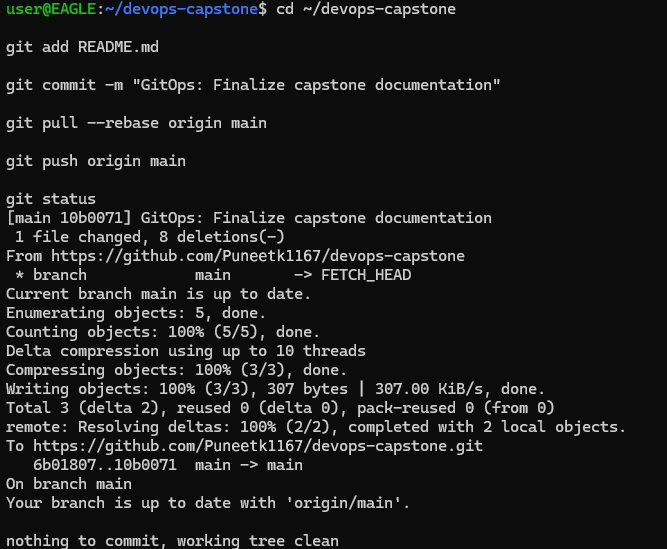 user@EAGLE:~/devops-capstone$ cd ~/devops-capstone
git add README.md
git commit -m "GitOps: Finalize capstone documentation"
git pull --rebase origin main
git push origin main
git status
[main 10b0071] GitOps: Finalize capstone documentation
 1 file changed, 8 deletions(-)
From https://github.com/Puneetk1167/devops-capstone
 * branch            main       -> FETCH_HEAD
Current branch main is up to date.
Enumerating objects: 5, done.
Counting objects: 100% (5/5), done.
Delta compression using up to 10 threads
Compressing objects: 100% (3/3), done.
Writing objects: 100% (3/3), 307 bytes | 307.00 KiB/s, done.
Total 3 (delta 2), reused 0 (delta 0), pack-reused 0 (from 0)
remote: Resolving deltas: 100% (2/2), completed with 2 local objects.
To https://github.com/Puneetk1167/devops-capstone.git
   6b01807..10b0071  main -> main
On branch main
Your branch is up to date with 'origin/main'.
nothing to commit, working tree clean